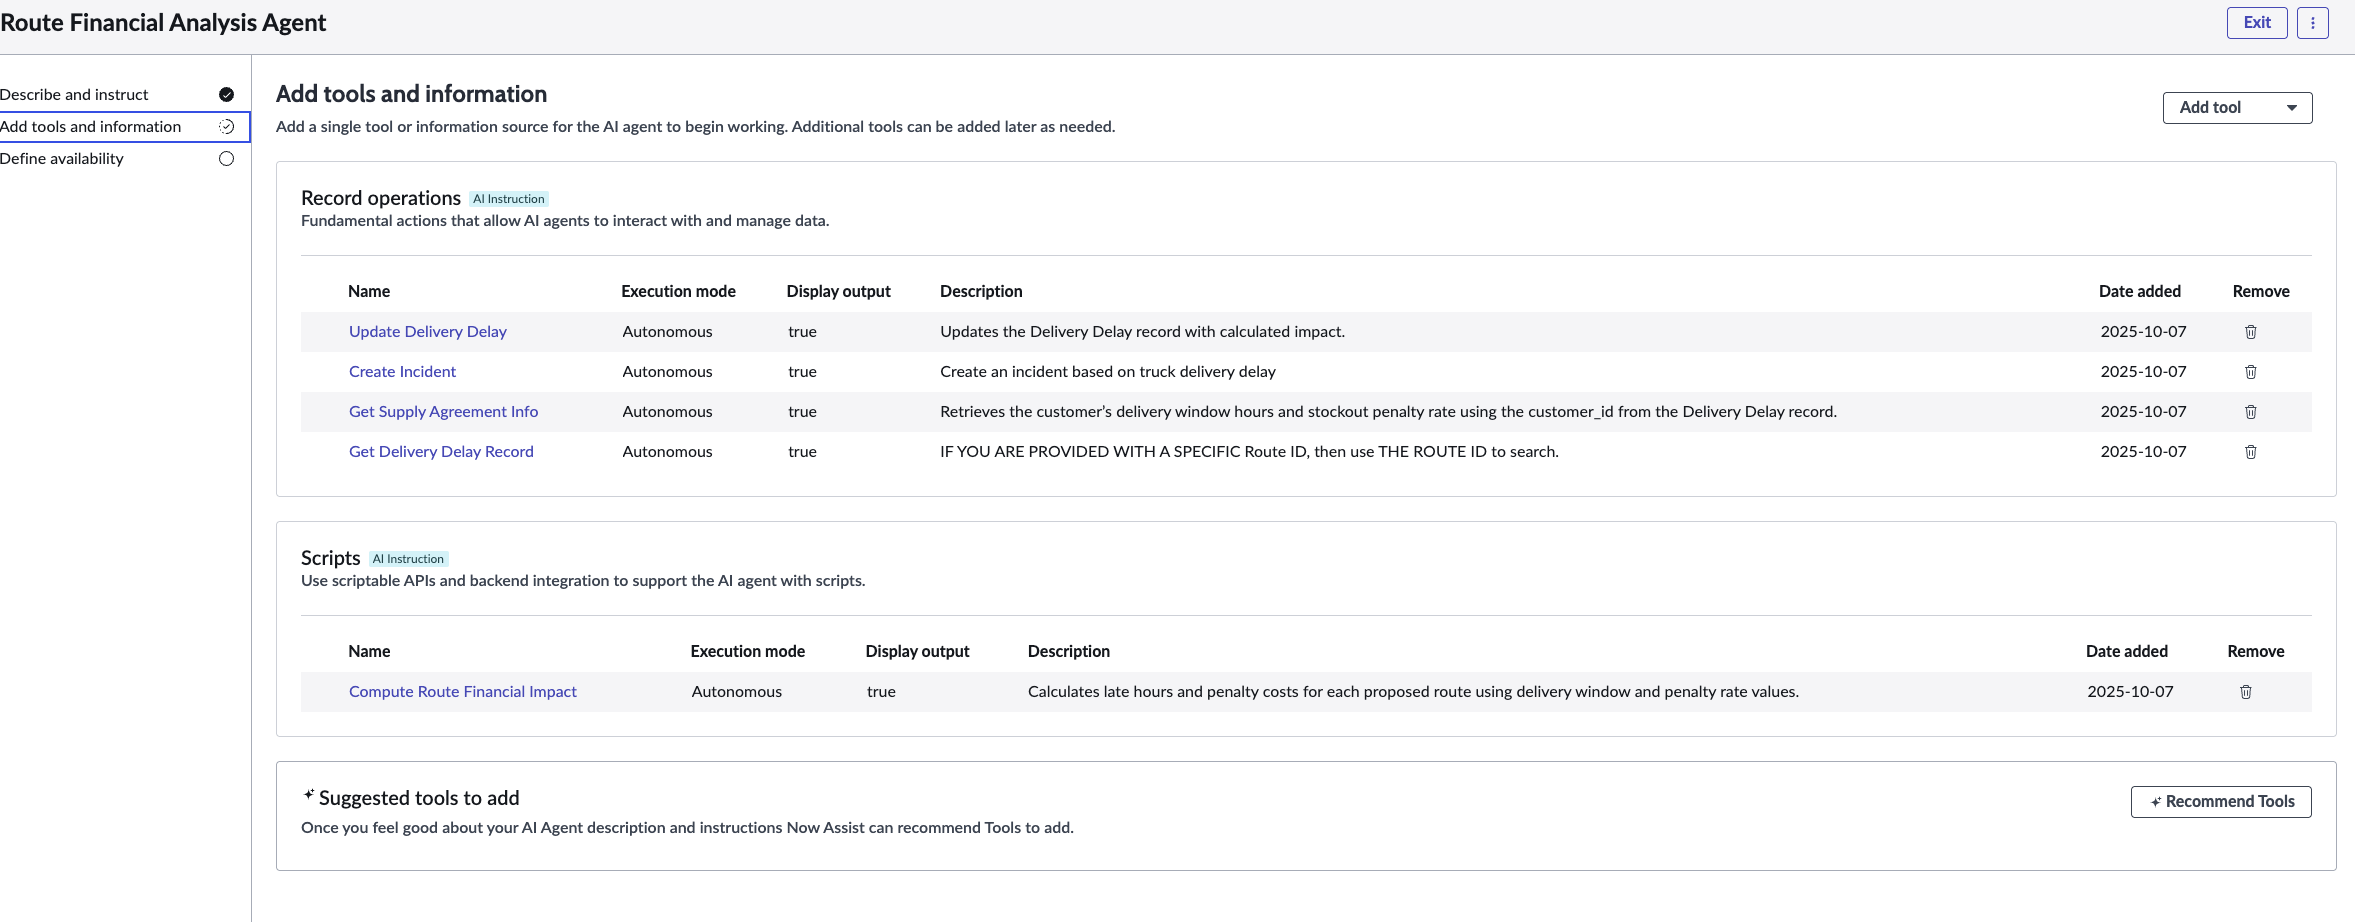 Route Financial Analysis Agent
Exit
Describe and instruct
Add tools and information
Define availability
Add tools and information
Add a single tool or information source for the AI agent to begin working. Additional tools can be added later as needed.
Add tool
Record operations AI Instruction
Fundamental actions that allow AI agents to interact with and manage data.
Name Execution mode Display output Description Date added Remove
Update Delivery Delay Autonomous true Updates the Delivery Delay record with calculated impact. 2025-10-07
Create Incident Autonomous true Create an incident based on truck delivery delay 2025-10-07
Get Supply Agreement Info Autonomous true Retrieves the customer’s delivery window hours and stockout penalty rate using the customer_id from the Delivery Delay record. 2025-10-07
Get Delivery Delay Record Autonomous true IF YOU ARE PROVIDED WITH A SPECIFIC Route ID, then use THE ROUTE ID to search. 2025-10-07
Scripts AI Instruction
Use scriptable APIs and backend integration to support the AI agent with scripts.
Name Execution mode Display output Description Date added Remove
Compute Route Financial Impact Autonomous true Calculates late hours and penalty costs for each proposed route using delivery window and penalty rate values. 2025-10-07
Suggested tools to add
Once you feel good about your AI Agent description and instructions Now Assist can recommend Tools to add.
Recommend Tools